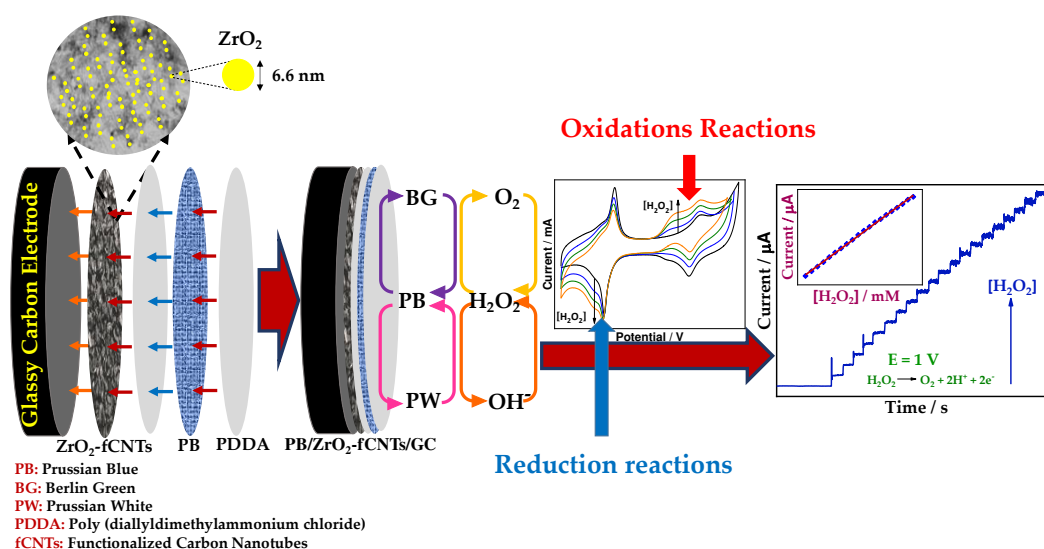 ZrO₂
6.6 nm
Glassy Carbon Electrode
ZrO₂-fCNTs
PB
PDDA
PB/ZrO₂-fCNTs/GC
BG
PB
PW
O₂
H₂O₂
OH⁻
Oxidations Reactions
Current / mA
[H₂O₂]
[H₂O₂]
Potential / V
Reduction reactions
Current / µA
Current / µA
[H₂O₂] / mM
[H₂O₂]
E = 1 V
H₂O₂ → O₂ + 2H⁺ + 2e⁻
Time / s
PB: Prussian Blue
BG: Berlin Green
PW: Prussian White
PDDA: Poly (diallyldimethylammonium chloride)
fCNTs: Functionalized Carbon Nanotubes